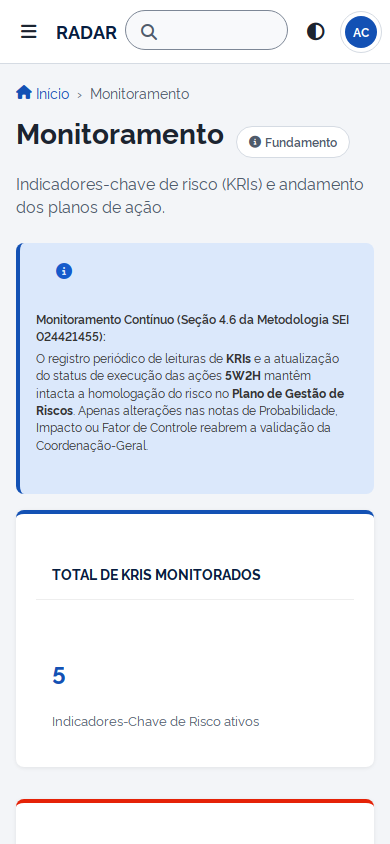 RADAR
AC
Início › Monitoramento
Monitoramento
Fundamento
Indicadores-chave de risco (KRIs) e andamento
dos planos de ação.
Monitoramento Contínuo (Seção 4.6 da Metodologia SEI
024421455):
O registro periódico de leituras de KRIs e a atualização
do status de execução das ações 5W2H mantêm
intacta a homologação do risco no Plano de Gestão de
Riscos. Apenas alterações nas notas de Probabilidade,
Impacto ou Fator de Controle reabrem a validação da
Coordenação-Geral.
TOTAL DE KRIS MONITORADOS
5
Indicadores-Chave de Risco ativos